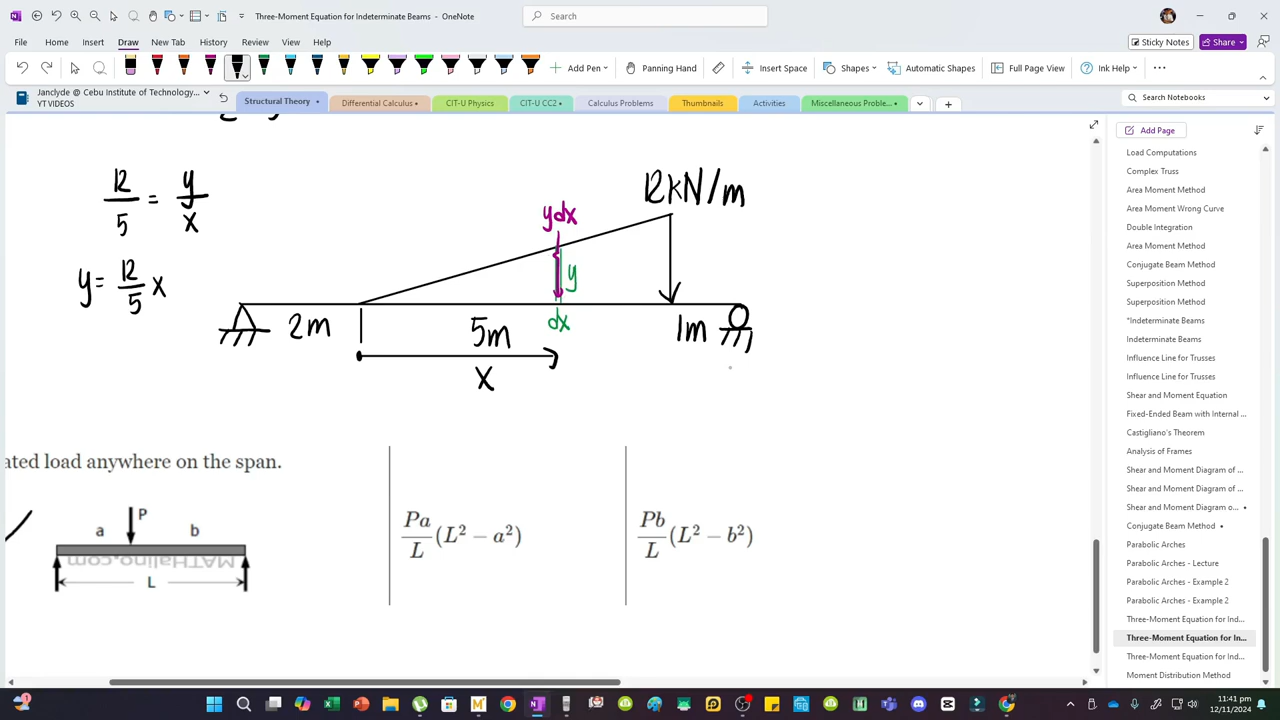 Three-Moment Equation for Indeterminate Beams - OneNote
Search
File Home Insert Draw New Tab History Review View Help
Sticky Notes
Share
Add Pen
Panning Hand
Insert Space
Shapes
Automatic Shapes
Full Page View
Ink Help
Janclyde @ Cebu Institute of Technology...
YT VIDEOS
Structural Theory
Differential Calculus
CIT-U Physics
CIT-U CC2
Calculus Problems
Thumbnails
Activities
Miscellaneous Proble...
Search Notebooks
Add Page
12/5 = y/x
y = 12/5 x
12kN/m
ydx
y
dx
2m
5m
1m
x
ated load anywhere on the span.
a
P
b
L
MATHalino.com
Pa/L (L² − a²)
Pb/L (L² − b²)
Load Computations
Complex Truss
Area Moment Method
Area Moment Wrong Curve
Double Integration
Area Moment Method
Conjugate Beam Method
Superposition Method
Superposition Method
*Indeterminate Beams
Indeterminate Beams
Influence Line for Trusses
Influence Line for Trusses
Shear and Moment Equation
Fixed-Ended Beam with Internal ...
Castigliano's Theorem
Analysis of Frames
Shear and Moment Diagram of ...
Shear and Moment Diagram of ...
Shear and Moment Diagram o...
Conjugate Beam Method
Parabolic Arches
Parabolic Arches - Lecture
Parabolic Arches - Example 2
Parabolic Arches - Example 2
Three-Moment Equation for Ind...
Three-Moment Equation for In...
Three-Moment Equation for Ind...
Moment Distribution Method
11:41 pm
12/11/2024